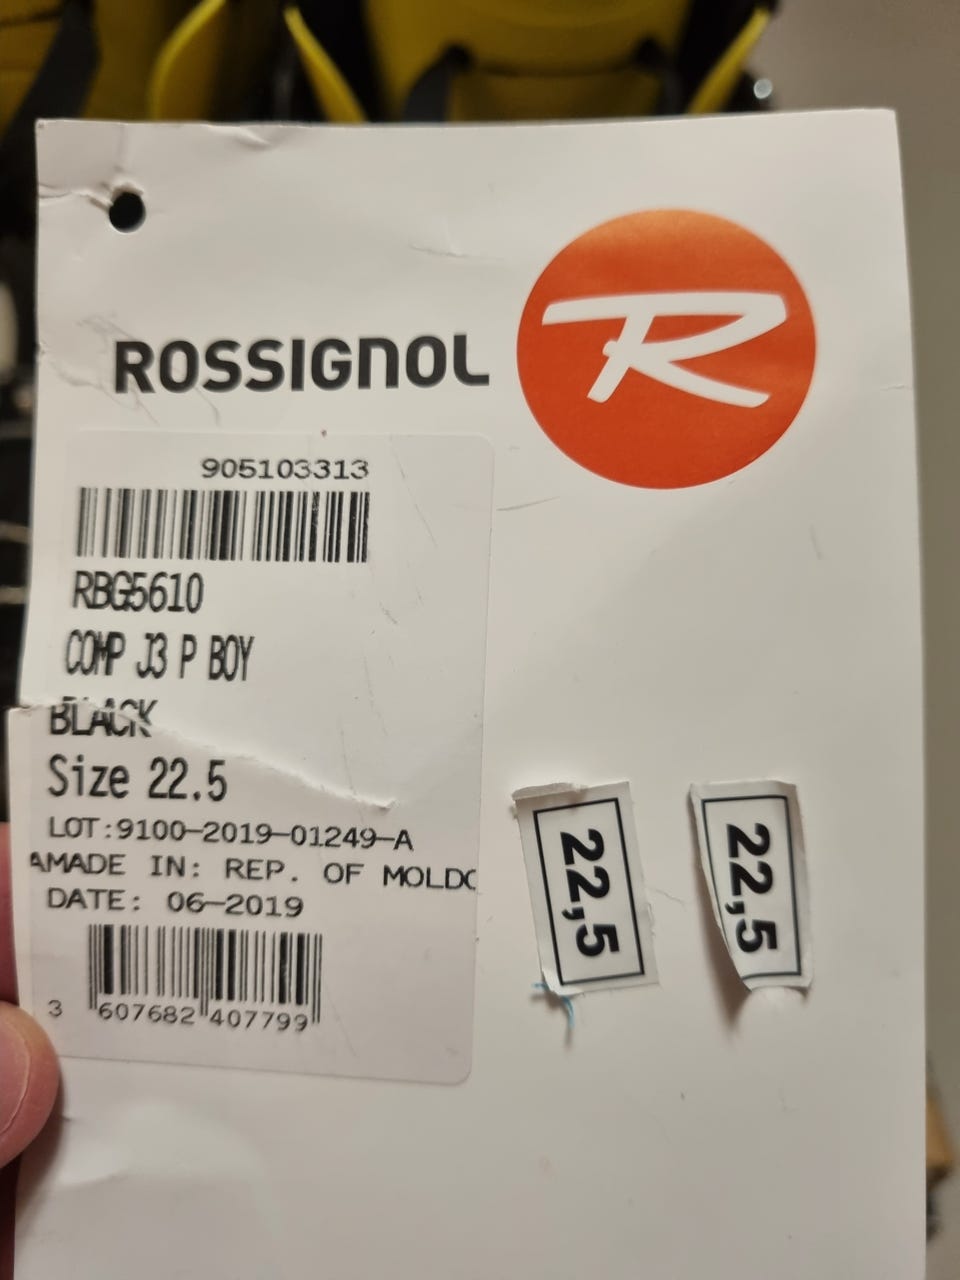 ROSSIGNOL
R
905103313
RBG5610
COMP J3 P BOY
BLACK
Size 22.5
LOT:9100-2019-01249-A
AMADE IN: REP. OF MOLDO
DATE: 06-2019
3 607682 407799
22,5
22,5